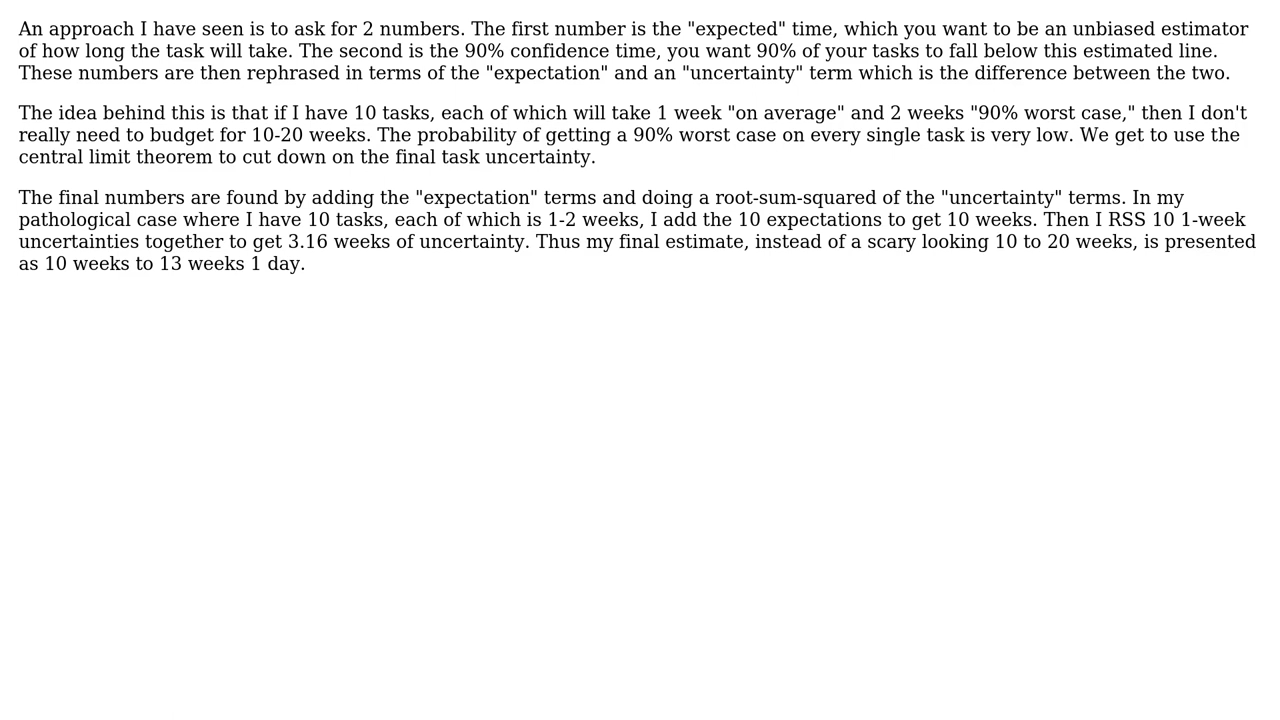 An approach I have seen is to ask for 2 numbers. The first number is the "expected" time, which you want to be an unbiased estimator
of how long the task will take. The second is the 90% confidence time, you want 90% of your tasks to fall below this estimated line.
These numbers are then rephrased in terms of the "expectation" and an "uncertainty" term which is the difference between the two.
The idea behind this is that if I have 10 tasks, each of which will take 1 week "on average" and 2 weeks "90% worst case," then I don't
really need to budget for 10-20 weeks. The probability of getting a 90% worst case on every single task is very low. We get to use the
central limit theorem to cut down on the final task uncertainty.
The final numbers are found by adding the "expectation" terms and doing a root-sum-squared of the "uncertainty" terms. In my
pathological case where I have 10 tasks, each of which is 1-2 weeks, I add the 10 expectations to get 10 weeks. Then I RSS 10 1-week
uncertainties together to get 3.16 weeks of uncertainty. Thus my final estimate, instead of a scary looking 10 to 20 weeks, is presented
as 10 weeks to 13 weeks 1 day.